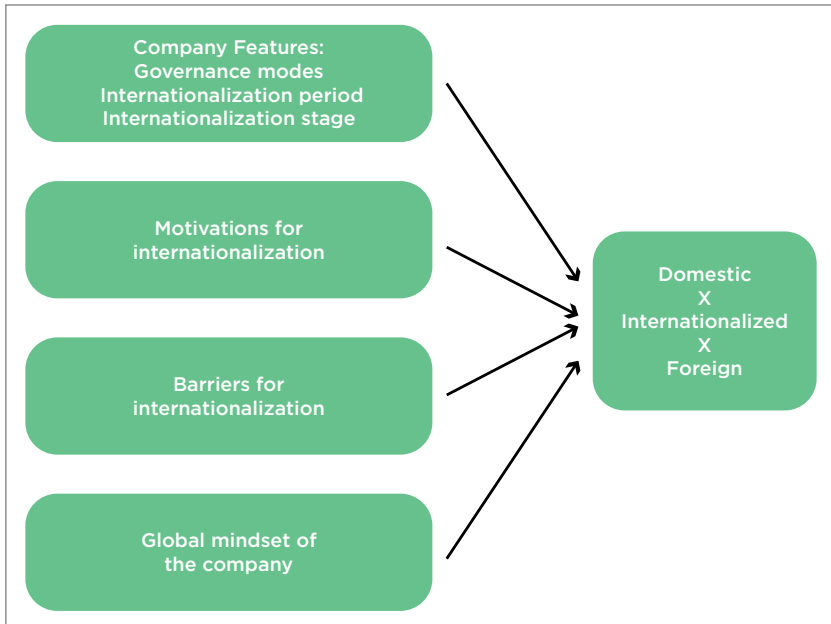 Company Features:
Governance modes
Internationalization period
Internationalization stage
Motivations for
internationalization
Barriers for
internationalization
Global mindset of
the company
Domestic
X
Internationalized
X
Foreign